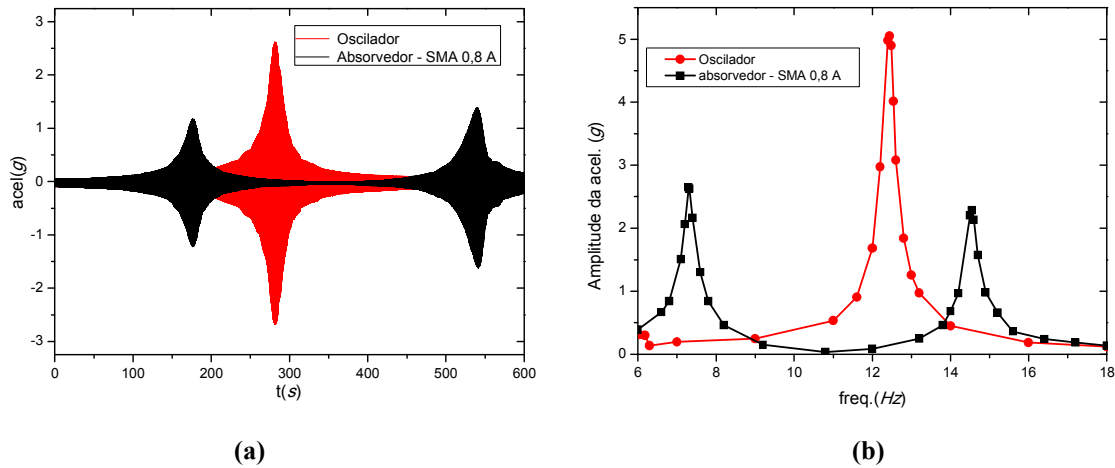 3
2
1
0
-1
-2
-3
acel(g)
Oscilador
Absorvedor - SMA 0,8 A
0 100 200 300 400 500 600
t(s)
(a)
5
4
3
2
1
0
Amplitude da acel. (g)
Oscilador
absorvedor - SMA 0,8 A
6 8 10 12 14 16 18
freq.(Hz)
(b)